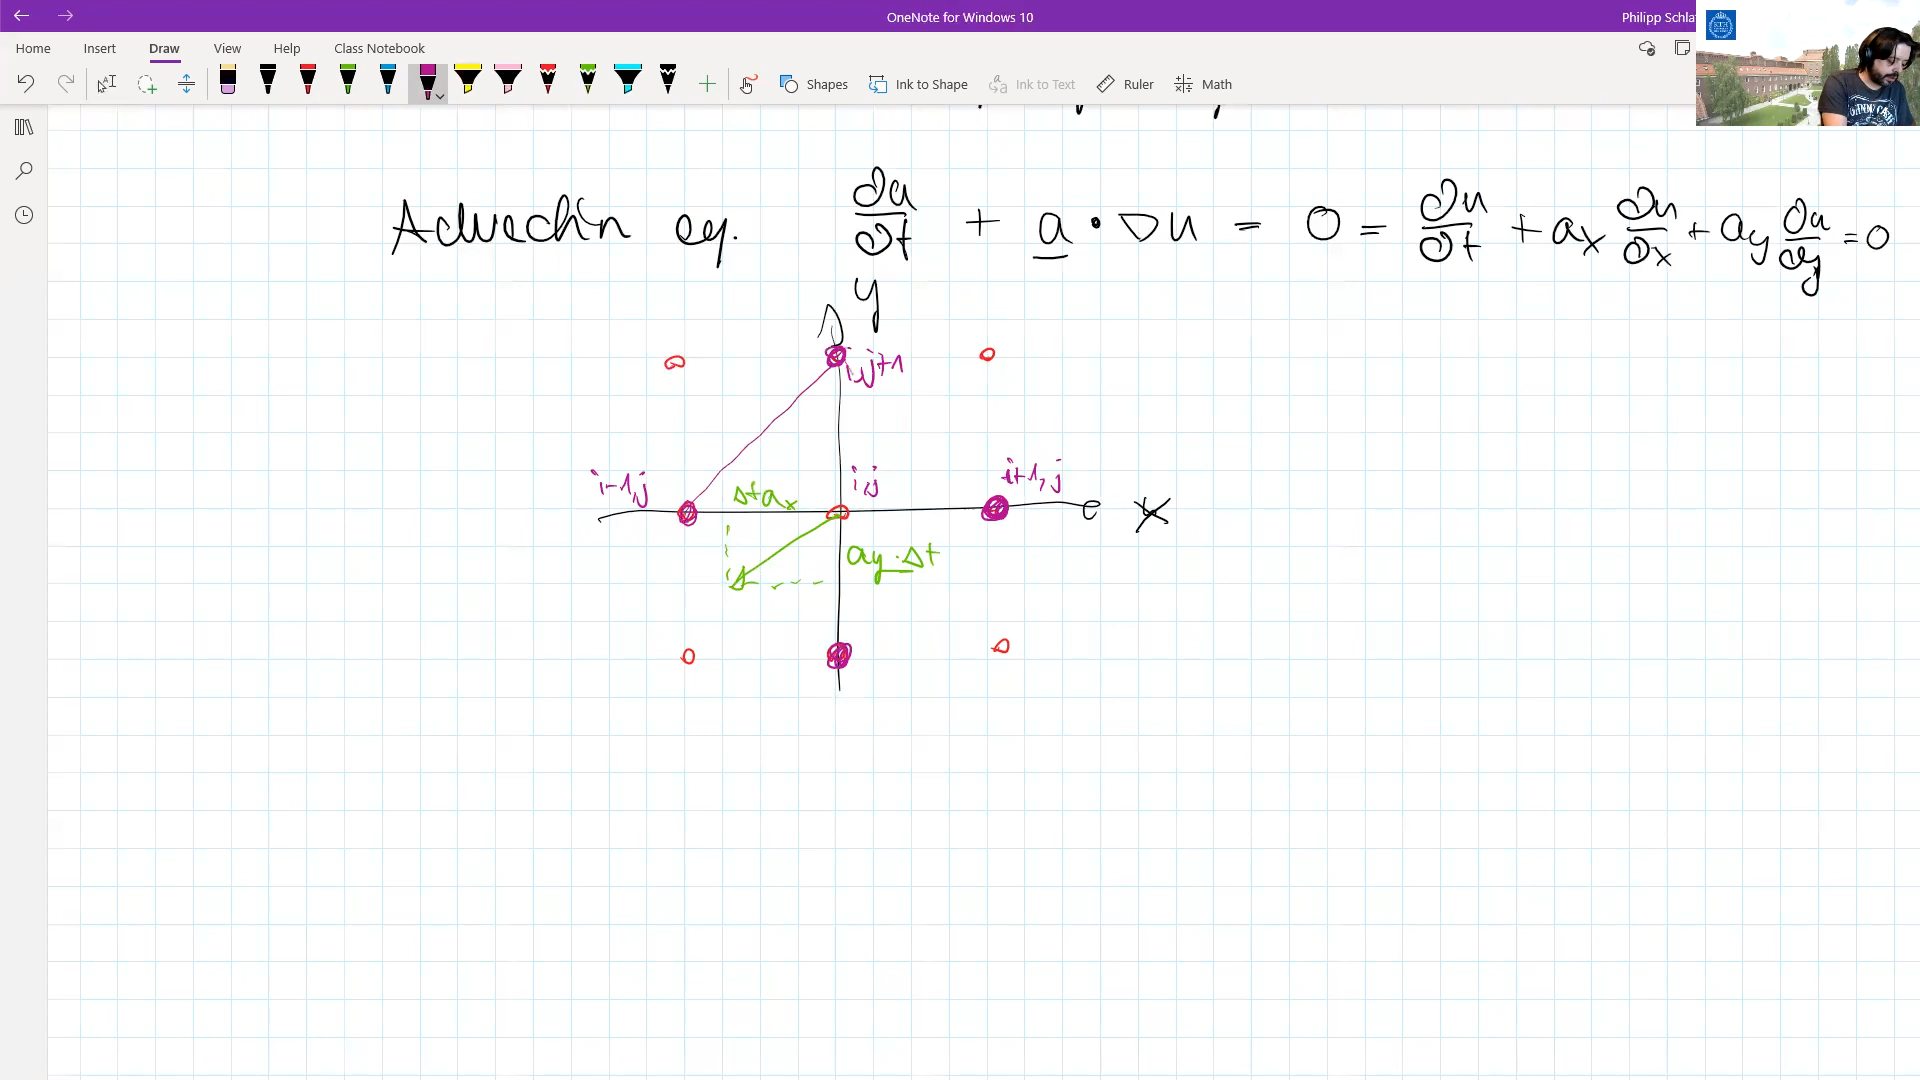 OneNote for Windows 10
Philipp Schla
Home Insert Draw View Help Class Notebook
Shapes Ink to Shape Ink to Text Ruler Math
Advection eq. ∂u/∂t + a · ∇u = 0 = ∂u/∂t + ax ∂u/∂x + ay ∂u/∂y = 0
y
i,j+1
i-1,j i,j i+1,j
Δt ax
x
ay · Δt